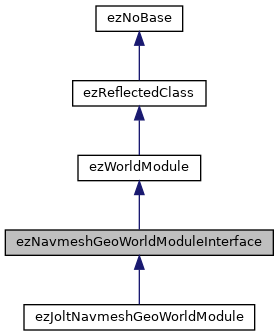 ezNoBase
ezReflectedClass
ezWorldModule
ezNavmeshGeoWorldModuleInterface
ezJoltNavmeshGeoWorldModule